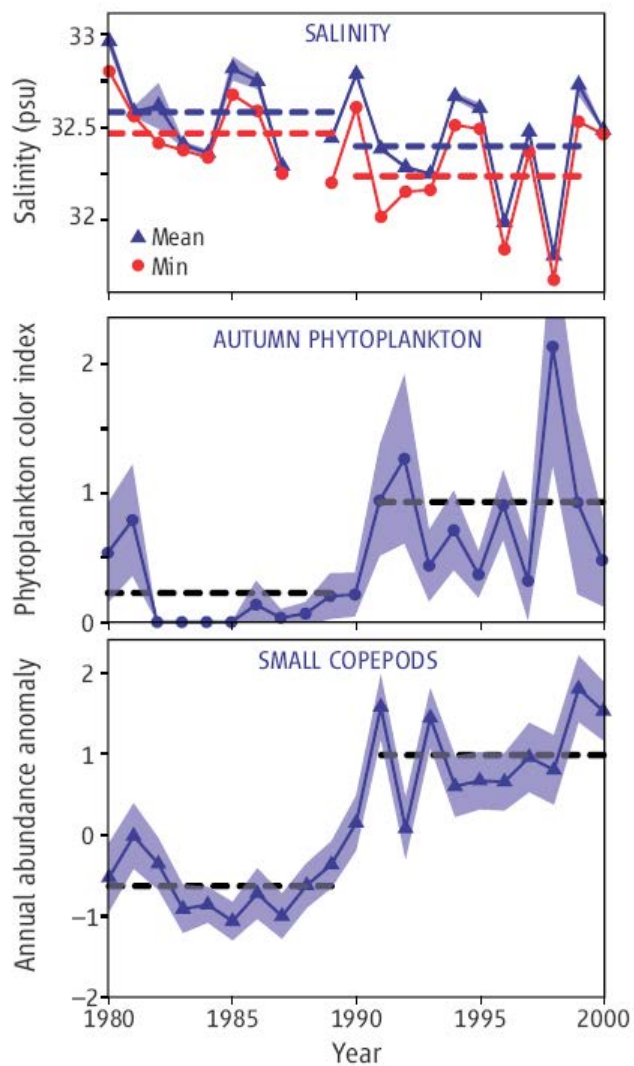 SALINITY
Salinity (psu)
33
32.5
32
Mean
Min
AUTUMN PHYTOPLANKTON
Phytoplankton color index
2
1
0
SMALL COPEPODS
Annual abundance anomaly
2
1
0
−1
−2
1980 1985 1990 1995 2000
Year